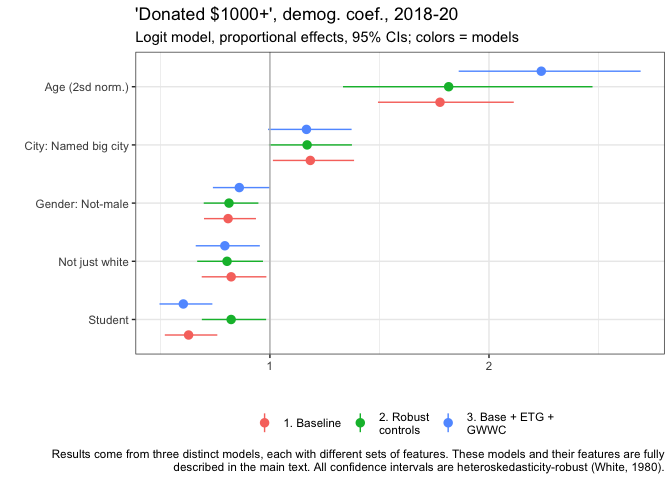 'Donated $1000+', demog. coef., 2018-20
Logit model, proportional effects, 95% CIs; colors = models
Age (2sd norm.)
City: Named big city
Gender: Not-male
Not just white
Student
1
2
1. Baseline
2. Robust
controls
3. Base + ETG +
GWWC
Results come from three distinct models, each with different sets of features. These models and their features are fully
described in the main text. All confidence intervals are heteroskedasticity-robust (White, 1980).